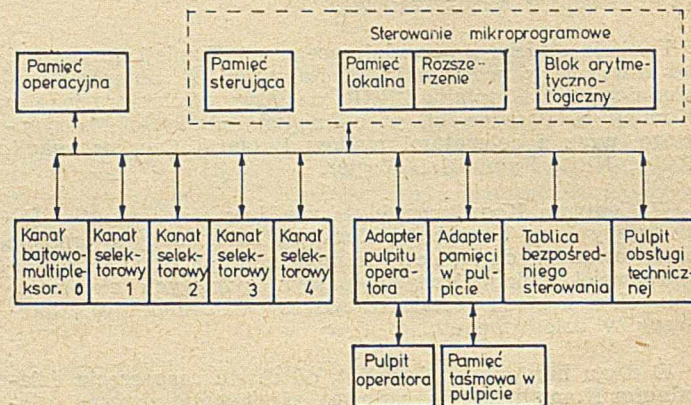 Sterowanie mikroprogramowe
Pamięć
operacyjna
Pamięć
sterująca
Pamięć
lokalna
Rozsze-
rzenie
Blok arytme-
tyczno-
logiczny
Kanał
bajtowo-
multiple-
ksor. 0
Kanał
selek-
torowy
1
Kanał
selek-
torowy
2
Kanał
selek-
torowy
3
Kanał
selek-
torowy
4
Adapter
pulpitu
opera-
tora
Adapter
pamięci
w pul-
picie
Tablica
bezpośred-
niego
sterowania
Pulpit
obsługi
technicz-
nej
Pulpit
operatora
Pamięć
taśmowa w
pulpicie